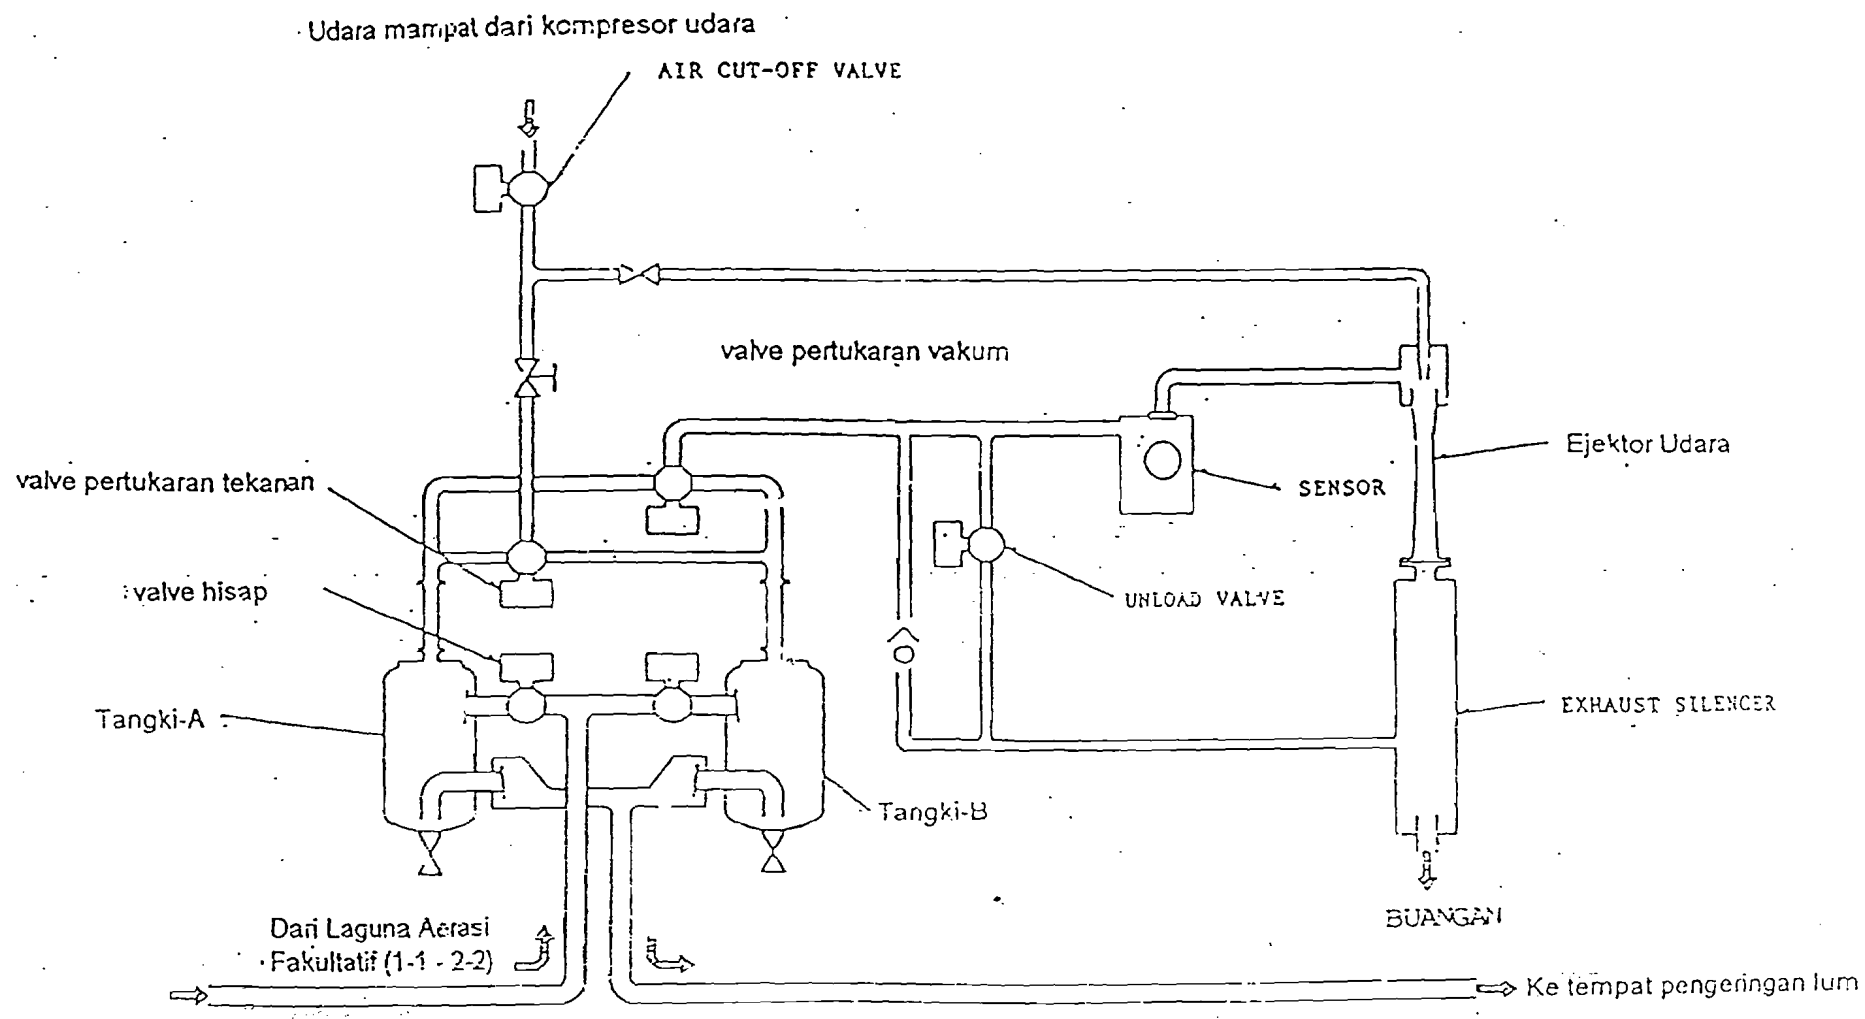 Udara mampat dari kompresor udara
AIR CUT-OFF VALVE
valve pertukaran vakum
Ejektor Udara
valve pertukaran tekanan
SENSOR
valve hisap
UNLOAD VALVE
EXHAUST SILENCER
Tangki-A
Tangki-B
BUANGAN
Dari Laguna Aerasi
Fakultatif (1-1 - 2-2)
Ke tempat pengeringan lum